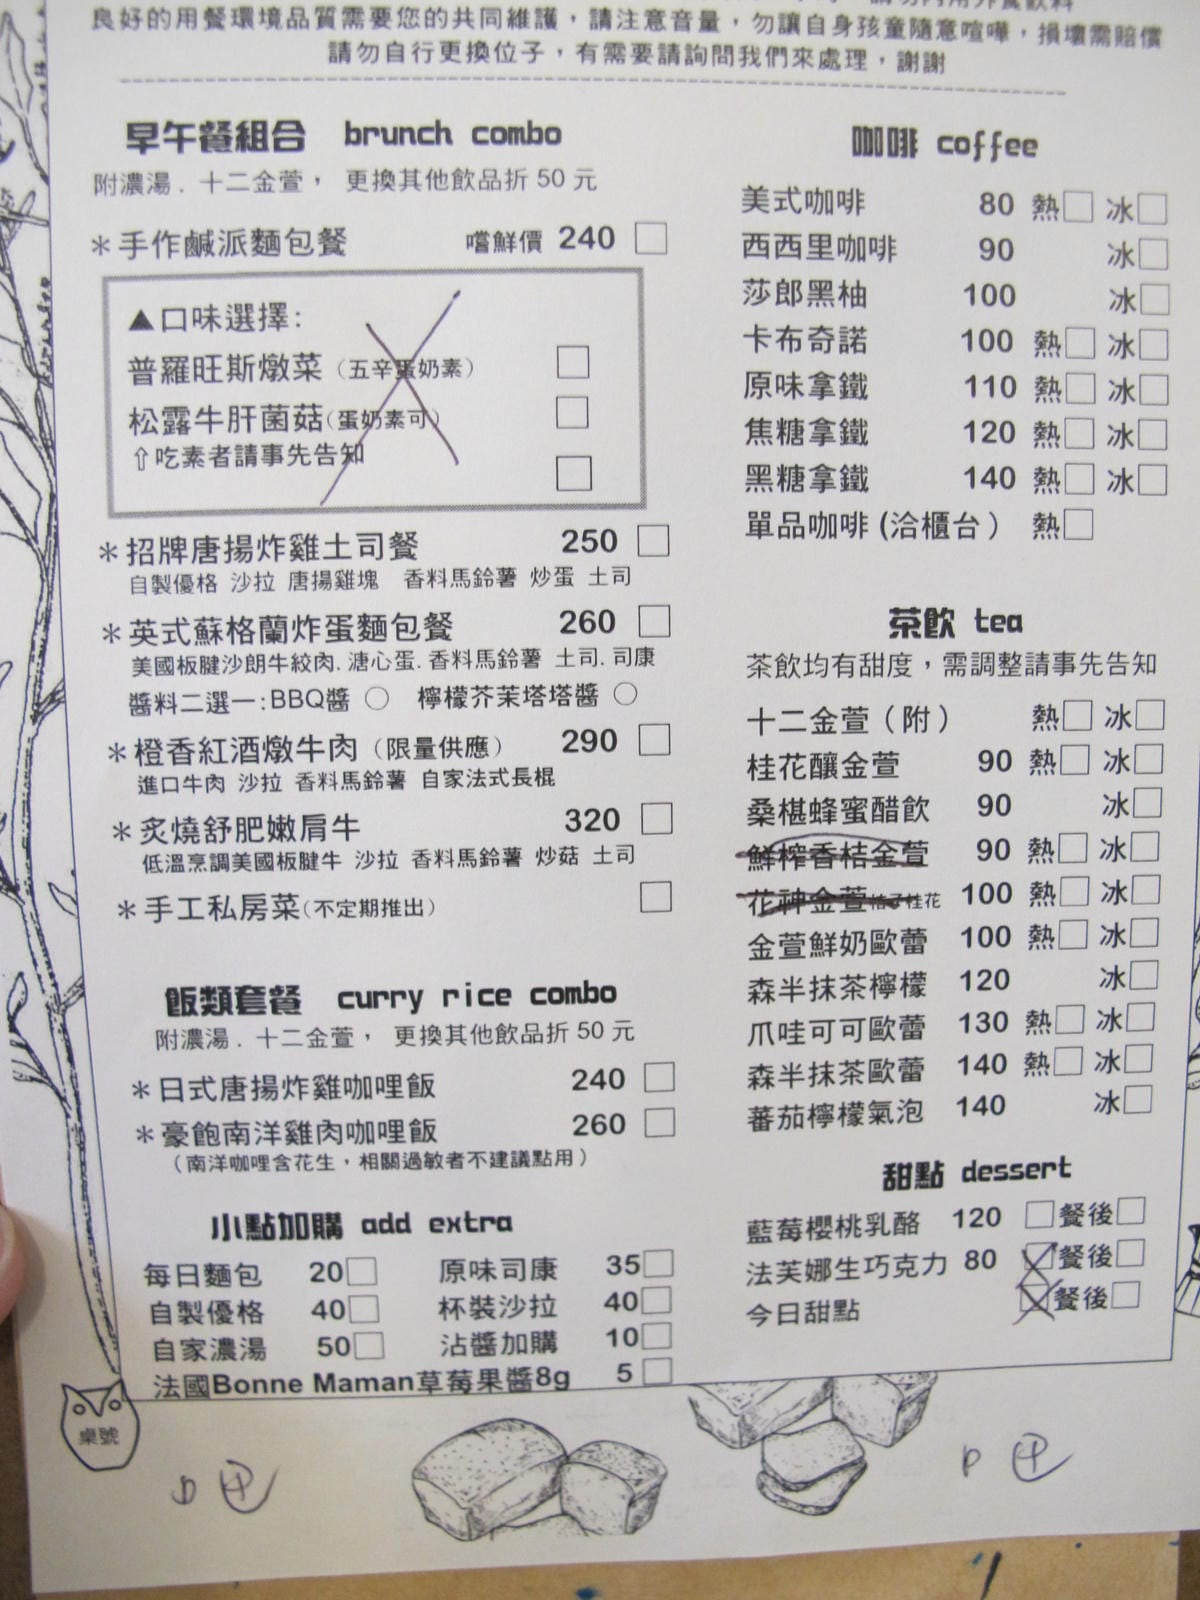 良好的用餐環境品質需要您的共同維護，請注意音量，勿讓自身孩童隨意喧嘩，損壞需賠償
請勿自行更換位子，有需要請詢問我們來處理，謝謝
早午餐組合 brunch combo
附濃湯．十二金萱， 更換其他飲品折 50 元
＊手作鹹派麵包餐 嚐鮮價 240 □
▲口味選擇:
普羅旺斯燉菜（五辛蛋奶素） □
松露牛肝菌菇(蛋奶素可) □
⇧吃素者請事先告知 □
＊招牌唐揚炸雞土司餐 250 □
自製優格 沙拉 唐揚雞塊 香料馬鈴薯 炒蛋 土司
＊英式蘇格蘭炸蛋麵包餐 260 □
美國板腱沙朗牛絞肉. 溏心蛋. 香料馬鈴薯 土司. 司康
醬料二選一: BBQ醬 ○ 檸檬芥茉塔塔醬 ○
＊橙香紅酒燉牛肉（限量供應） 290 □
進口牛肉 沙拉 香料馬鈴薯 自家法式長棍
＊炙燒舒肥嫩肩牛 320 □
低溫烹調美國板腱牛 沙拉 香料馬鈴薯 炒菇 土司
＊手工私房菜(不定期推出) □
飯類套餐 curry rice combo
附濃湯．十二金萱， 更換其他飲品折 50 元
＊日式唐揚炸雞咖哩飯 240 □
＊豪飽南洋雞肉咖哩飯 260 □
（南洋咖哩含花生，相關過敏者不建議點用）
小點加購 add extra
每日麵包 20□ 原味司康 35□
自製優格 40□ 杯裝沙拉 40□
自家濃湯 50□ 沾醬加購 10□
法國Bonne Maman草莓果醬8g 5 □
咖啡 coffee
美式咖啡 80 熱□ 冰□
西西里咖啡 90 冰□
莎郎黑柚 100 冰□
卡布奇諾 100 熱□ 冰□
原味拿鐵 110 熱□ 冰□
焦糖拿鐵 120 熱□ 冰□
黑糖拿鐵 140 熱□ 冰□
單品咖啡 (洽櫃台） 熱□
茶飲 tea
茶飲均有甜度，需調整請事先告知
十二金萱（附） 熱□ 冰□
桂花釀金萱 90 熱□ 冰□
桑椹蜂蜜醋飲 90 冰□
鮮榨香桔金萱 90 熱□ 冰□
花神金萱桔子桂花 100 熱□ 冰□
金萱鮮奶歐蕾 100 熱□ 冰□
森半抹茶檸檬 120 冰□
爪哇可可歐蕾 130 熱□ 冰□
森半抹茶歐蕾 140 熱□ 冰□
蕃茄檸檬氣泡 140 冰□
甜點 dessert
藍莓櫻桃乳酪 120 □餐後□
法芙娜生巧克力 80 □餐後□
今日甜點 □餐後□
桌號